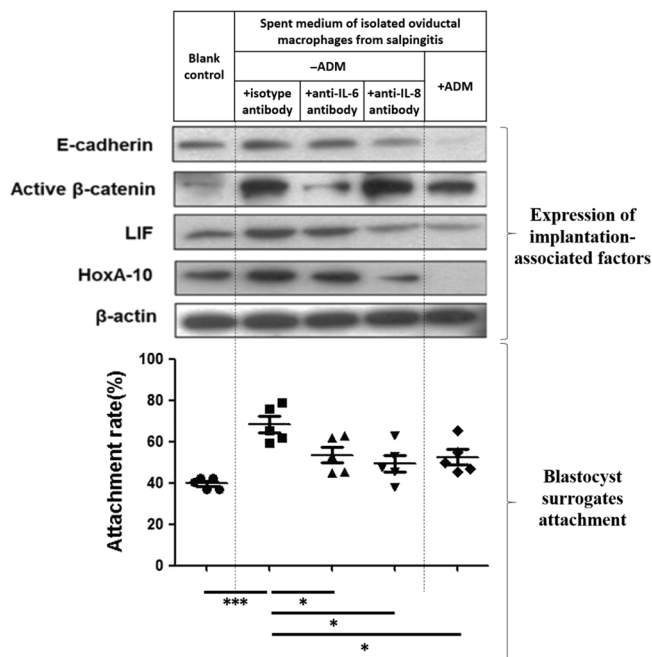 Spent medium of isolated oviductal
macrophages from salpingitis
Blank
control
–ADM
+ADM
+isotype
antibody
+anti-IL-6
antibody
+anti-IL-8
antibody
E-cadherin
Active β-catenin
LIF
HoxA-10
β-actin
Expression of
implantation-
associated factors
Attachment rate(%)
100
80
60
40
20
0
Blastocyst
surrogates
attachment
***
*
*
*